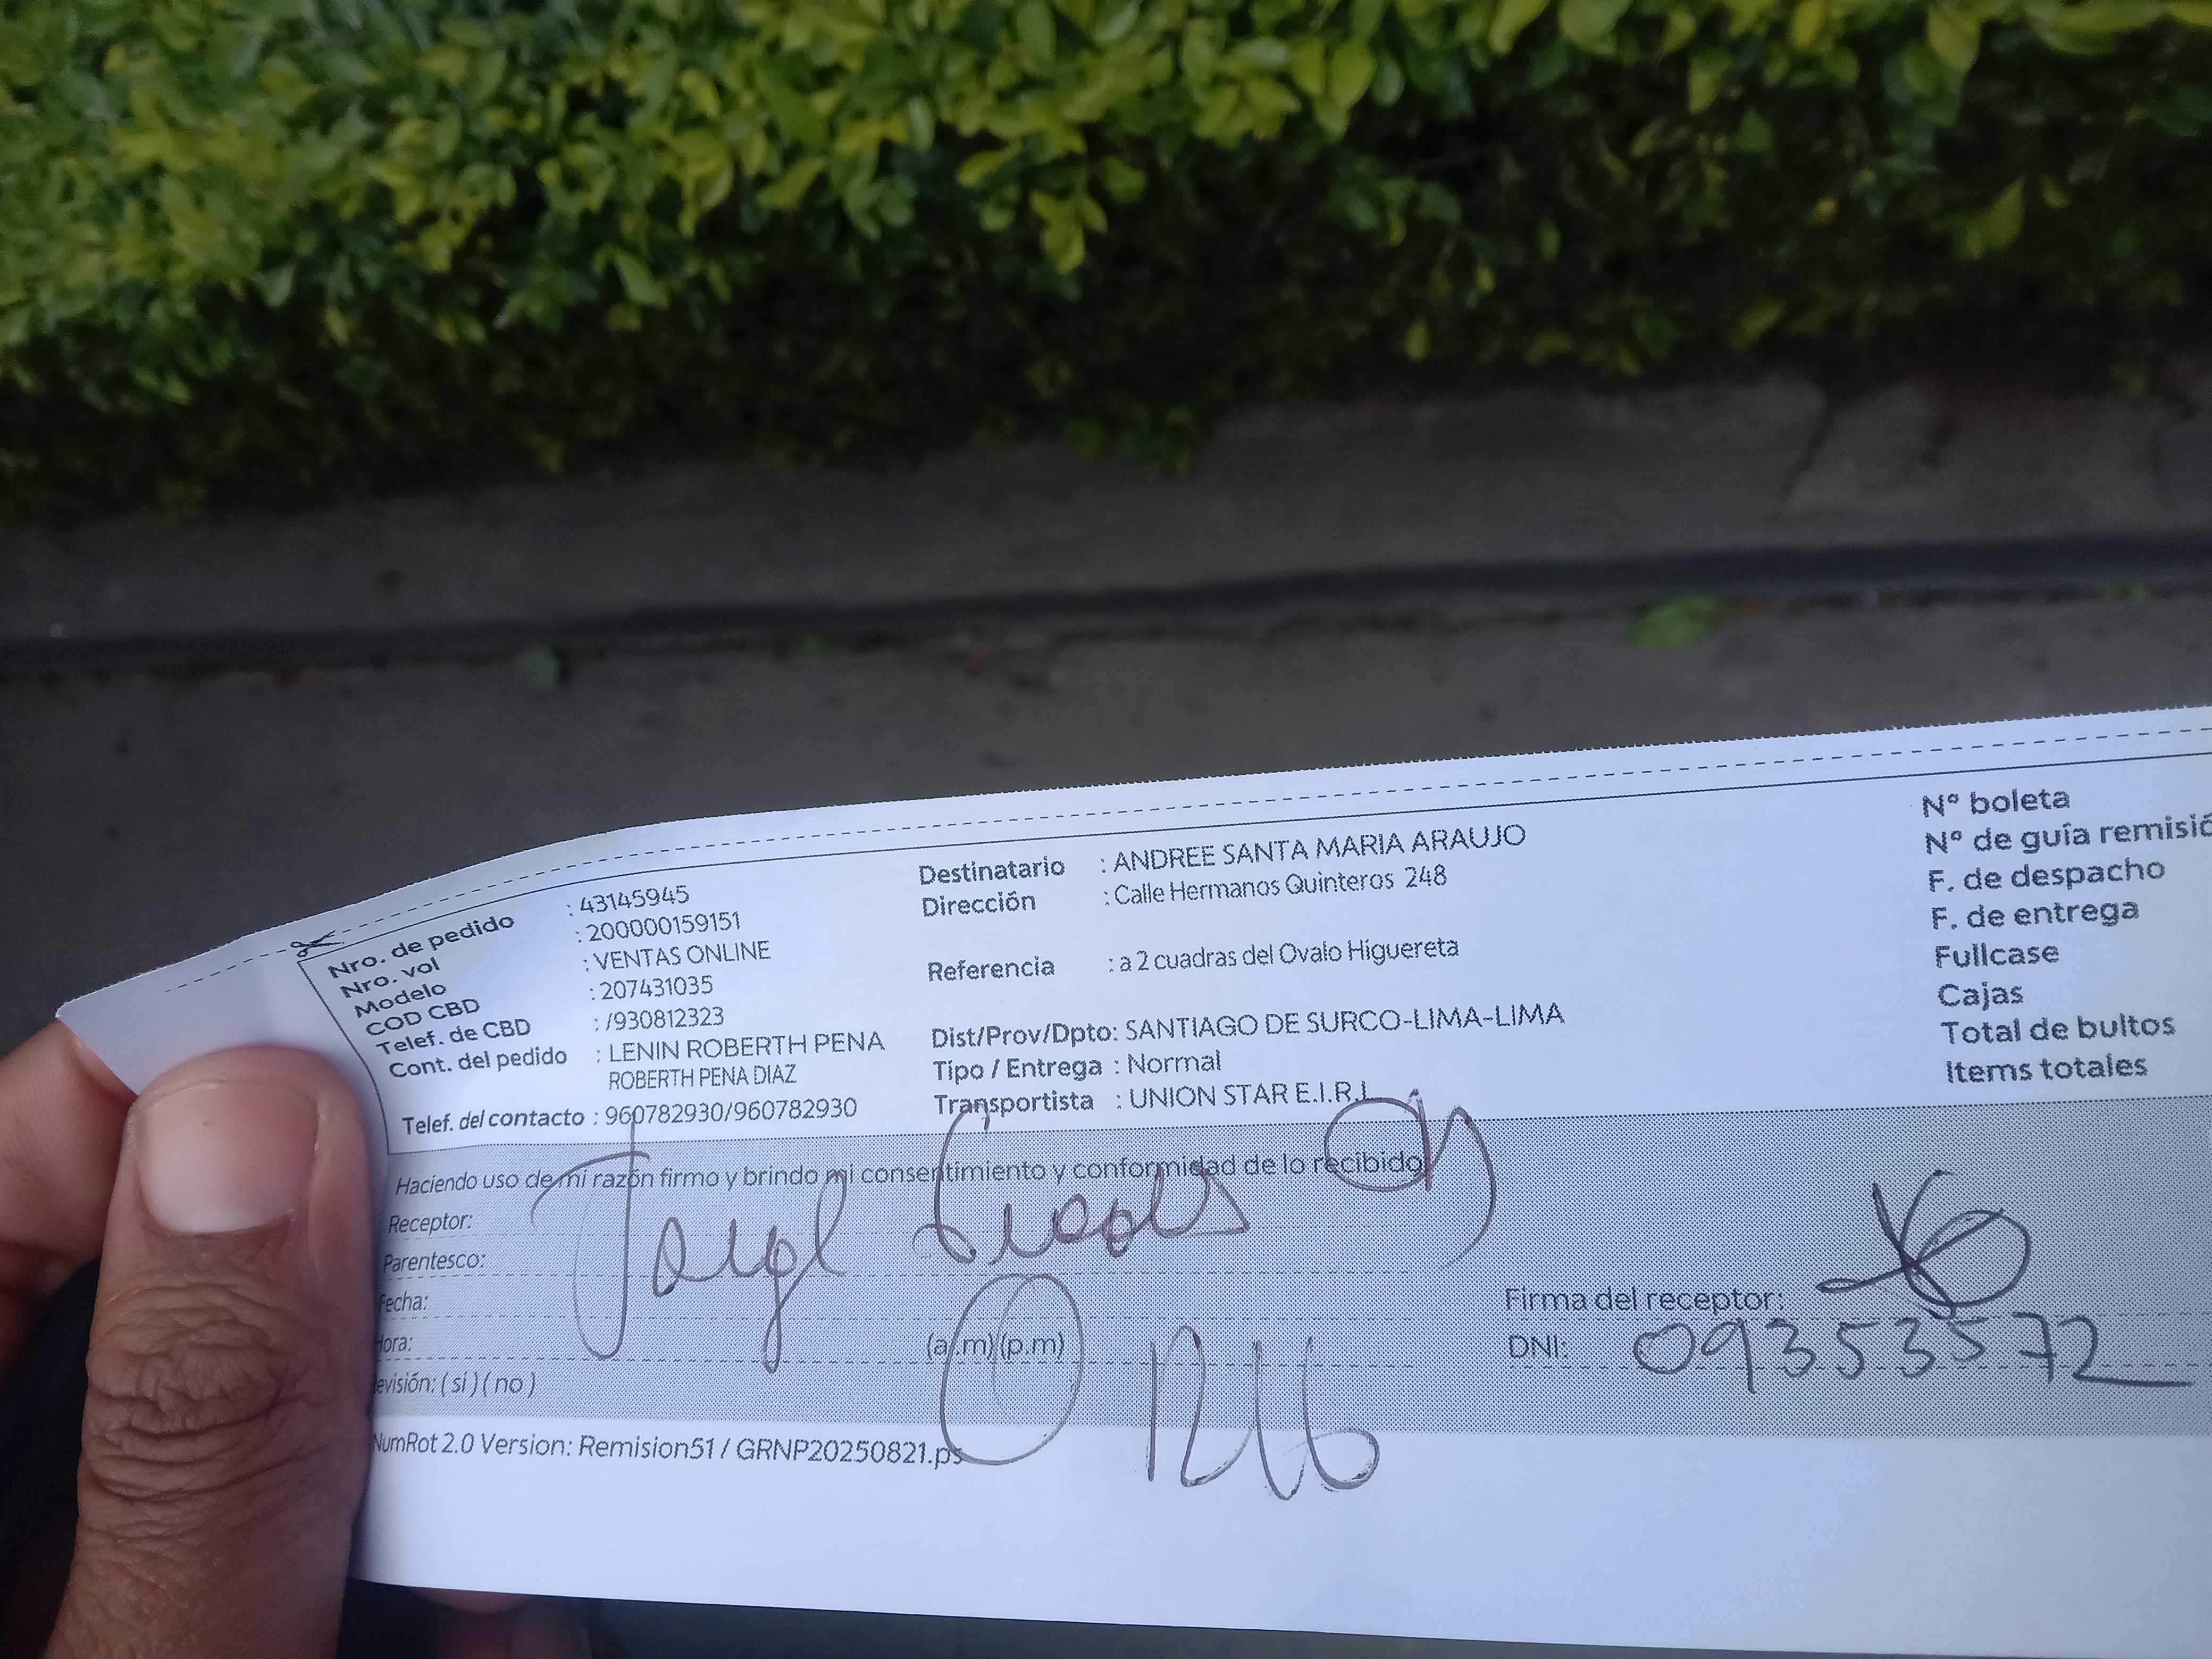 Nro. de pedido : 43145945
Nro. vol : 200000159151
Modelo : VENTAS ONLINE
COD CBD : 207431035
Telef. de CBD : /930812323
Cont. del pedido : LENIN ROBERTH PENA
ROBERTH PENA DIAZ
Telef. del contacto : 960782930/960782930
Destinatario : ANDREE SANTA MARIA ARAUJO
Dirección : Calle Hermanos Quinteros 248
Referencia : a 2 cuadras del Ovalo Higuereta
Dist/Prov/Dpto: SANTIAGO DE SURCO-LIMA-LIMA
Tipo / Entrega : Normal
Transportista : UNION STAR E.I.R.L
N° boleta
N° de guía remisió
F. de despacho
F. de entrega
Fullcase
Cajas
Total de bultos
Items totales
Haciendo uso de mi razón firmo y brindo mi consentimiento y conformidad de lo recibido
Receptor:
Parentesco:
Fecha:
Hora: (a.m) (p.m)
evisión: ( si ) ( no )
Firma del receptor:
DNI: 09353572
NumRot 2.0 Version: Remision51 / GRNP20250821.ps